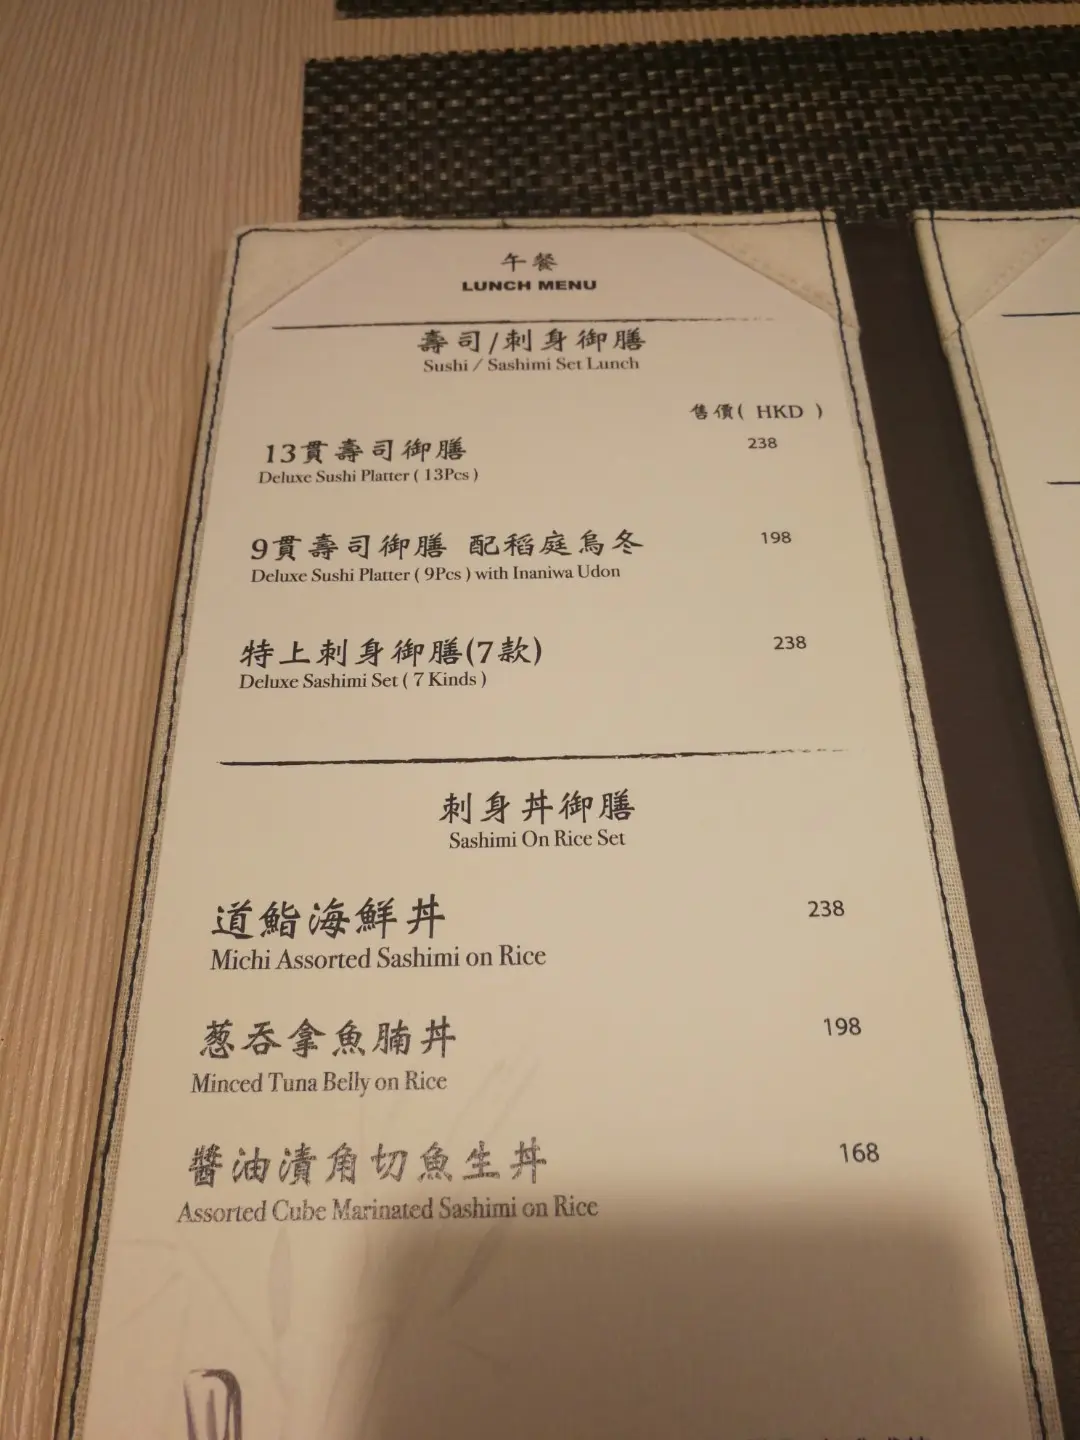 午餐
LUNCH MENU
壽司/刺身御膳
Sushi / Sashimi Set Lunch
售價( HKD )
13貫壽司御膳 238
Deluxe Sushi Platter ( 13Pcs )
9貫壽司御膳 配稻庭烏冬 198
Deluxe Sushi Platter ( 9Pcs ) with Inaniwa Udon
特上刺身御膳(7款) 238
Deluxe Sashimi Set ( 7 Kinds )
刺身丼御膳
Sashimi On Rice Set
道鮨海鮮丼 238
Michi Assorted Sashimi on Rice
葱吞拿魚腩丼 198
Minced Tuna Belly on Rice
醬油漬角切魚生丼 168
Assorted Cube Marinated Sashimi on Rice